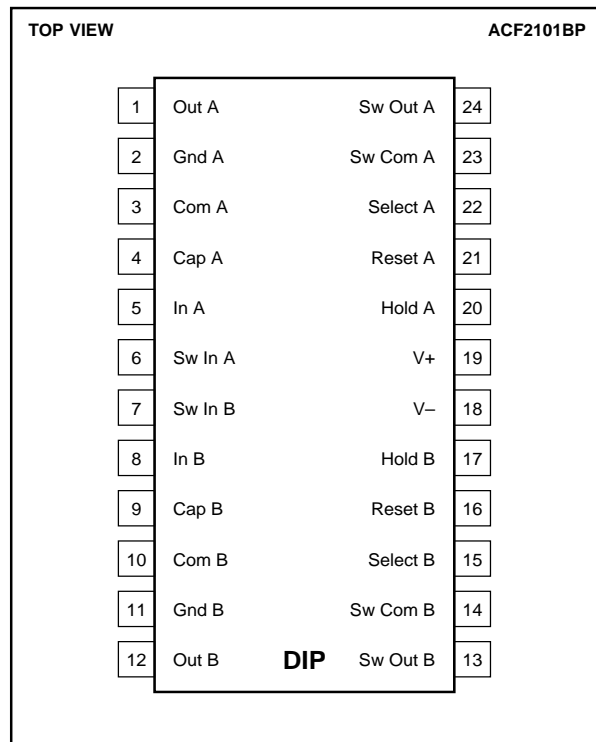 TOP VIEW ACF2101BP
1 Out A Sw Out A 24
2 Gnd A Sw Com A 23
3 Com A Select A 22
4 Cap A Reset A 21
5 In A Hold A 20
6 Sw In A V+ 19
7 Sw In B V– 18
8 In B Hold B 17
9 Cap B Reset B 16
10 Com B Select B 15
11 Gnd B Sw Com B 14
12 Out B DIP Sw Out B 13